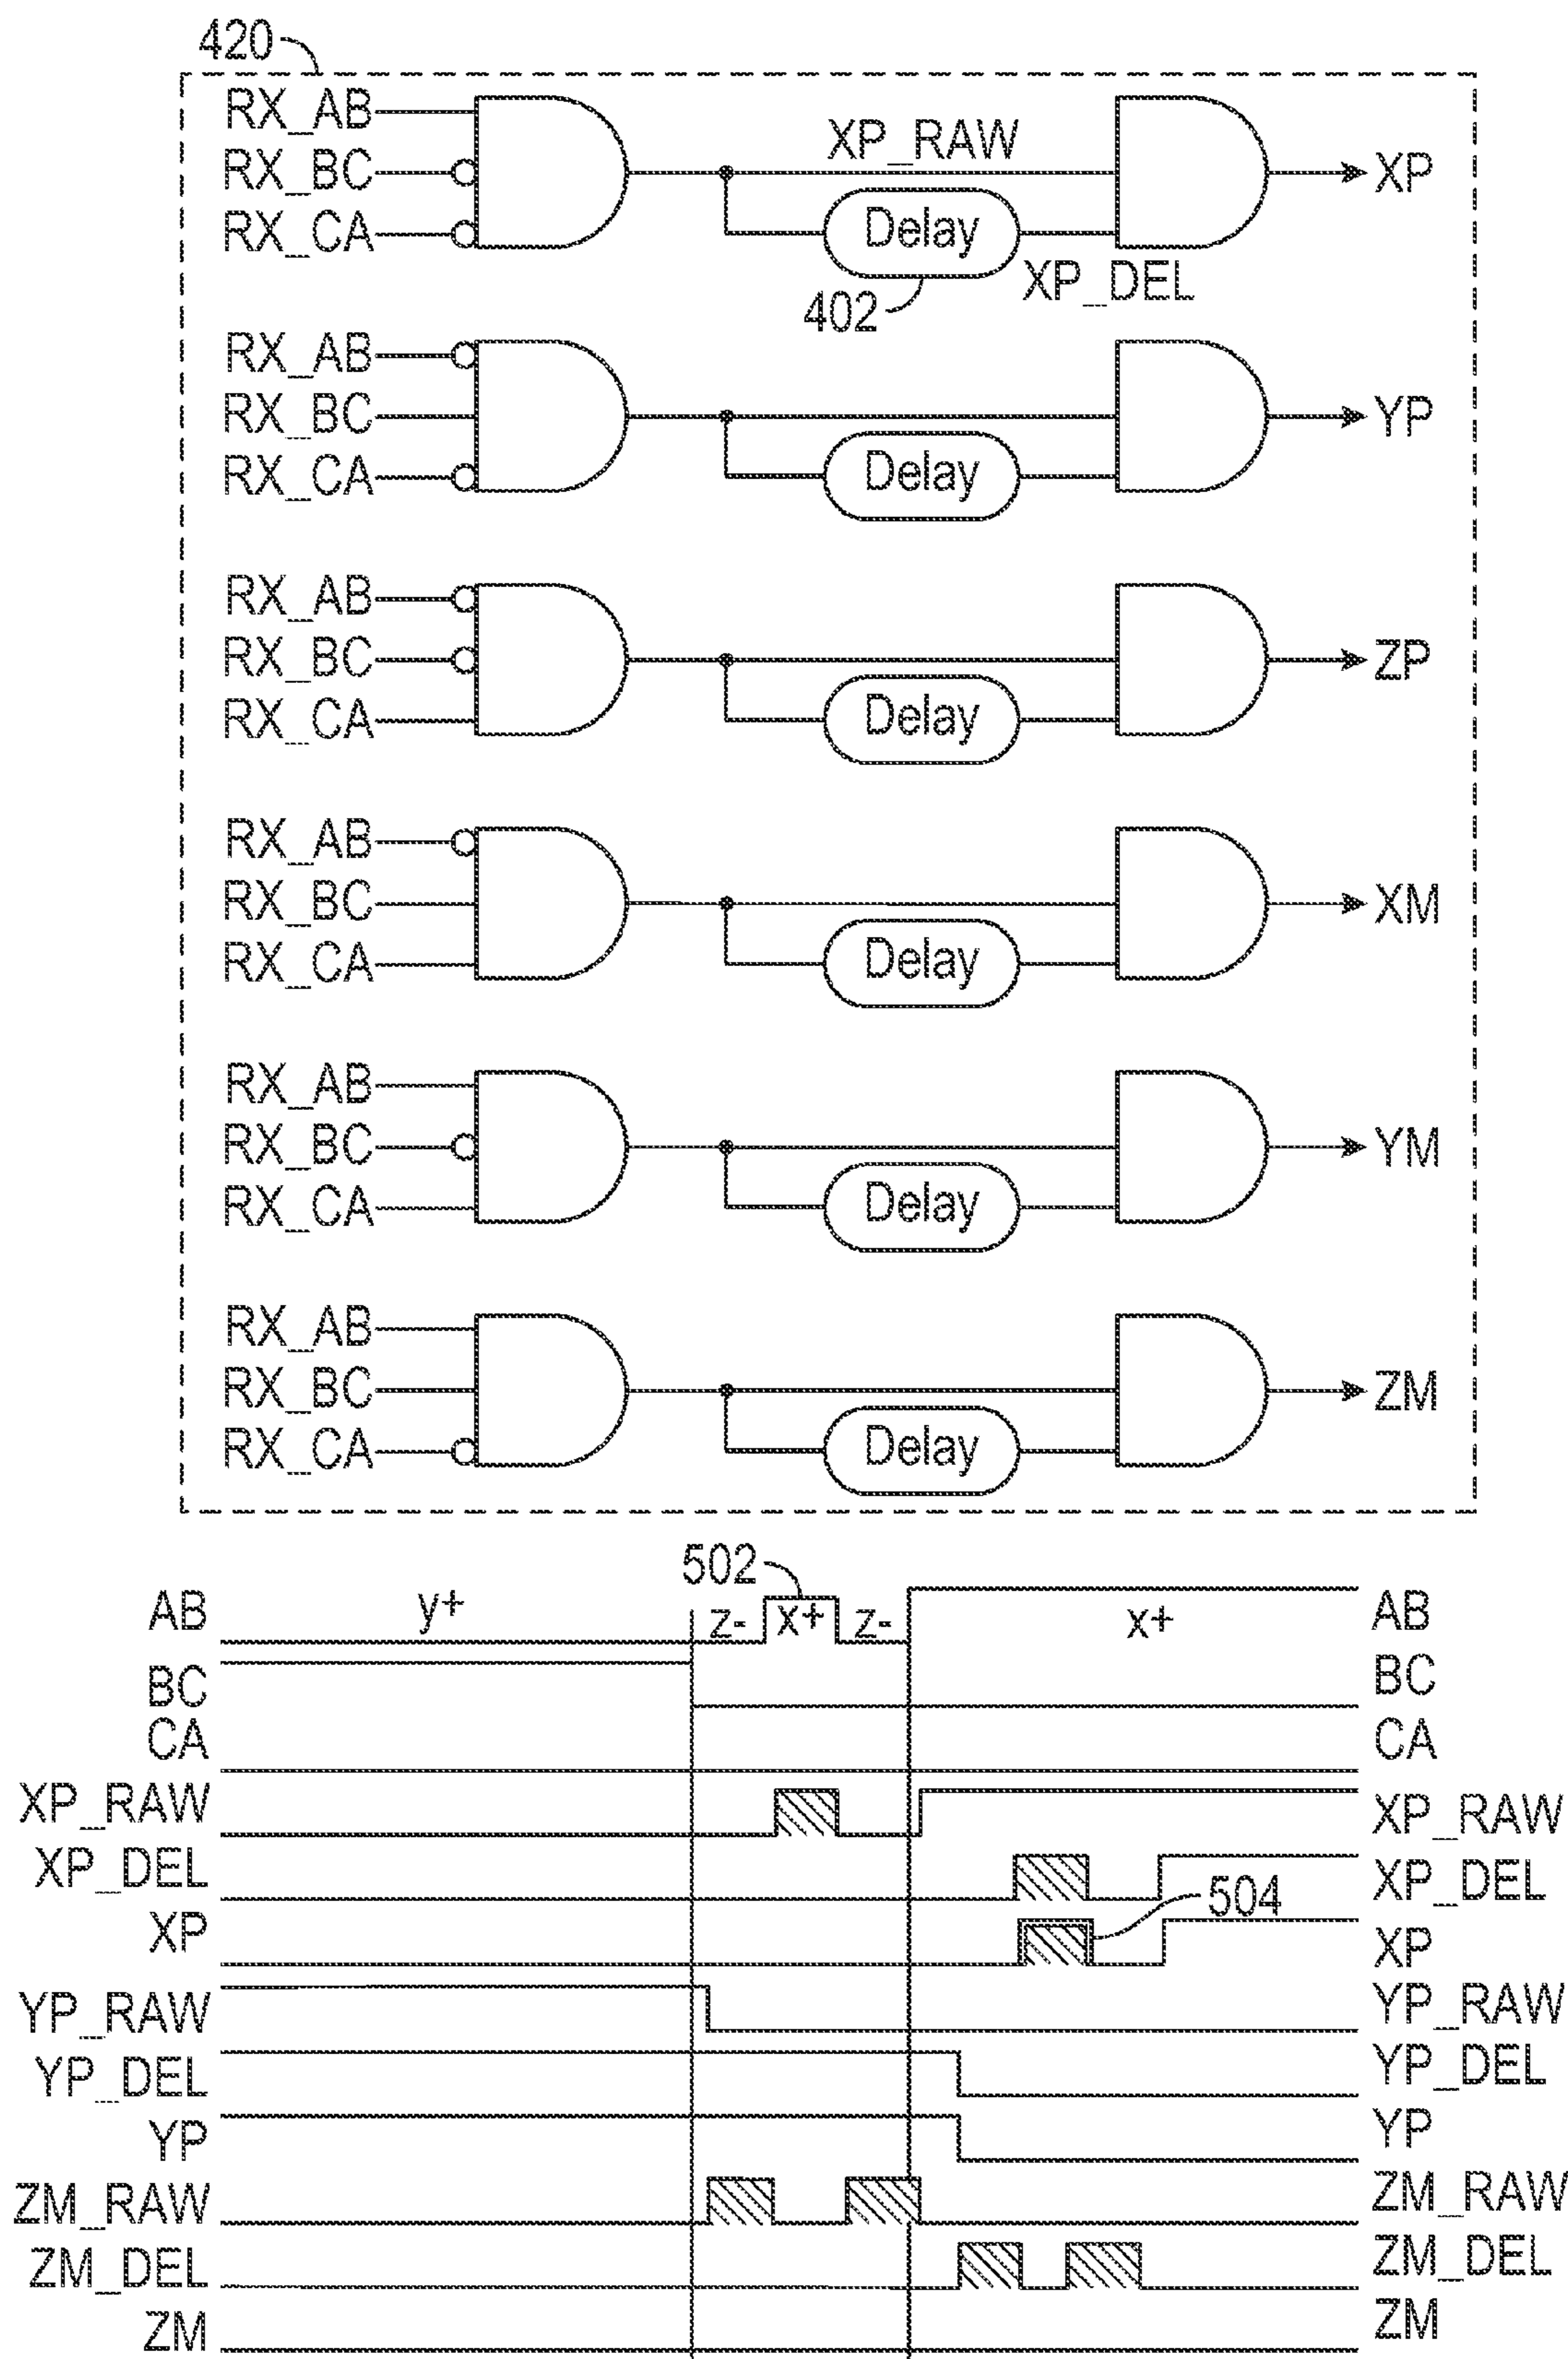 420
RX_AB
RX_BC
RX_CA
XP_RAW
Delay
XP_DEL
402
XP
RX_AB
RX_BC
RX_CA
Delay
YP
RX_AB
RX_BC
RX_CA
Delay
ZP
RX_AB
RX_BC
RX_CA
Delay
XM
RX_AB
RX_BC
RX_CA
Delay
YM
RX_AB
RX_BC
RX_CA
Delay
ZM
502
AB y+ z- x+ z- x+ AB
BC BC
CA CA
XP_RAW XP_RAW
XP_DEL XP_DEL
504
XP XP
YP_RAW YP_RAW
YP_DEL YP_DEL
YP YP
ZM_RAW ZM_RAW
ZM_DEL ZM_DEL
ZM ZM